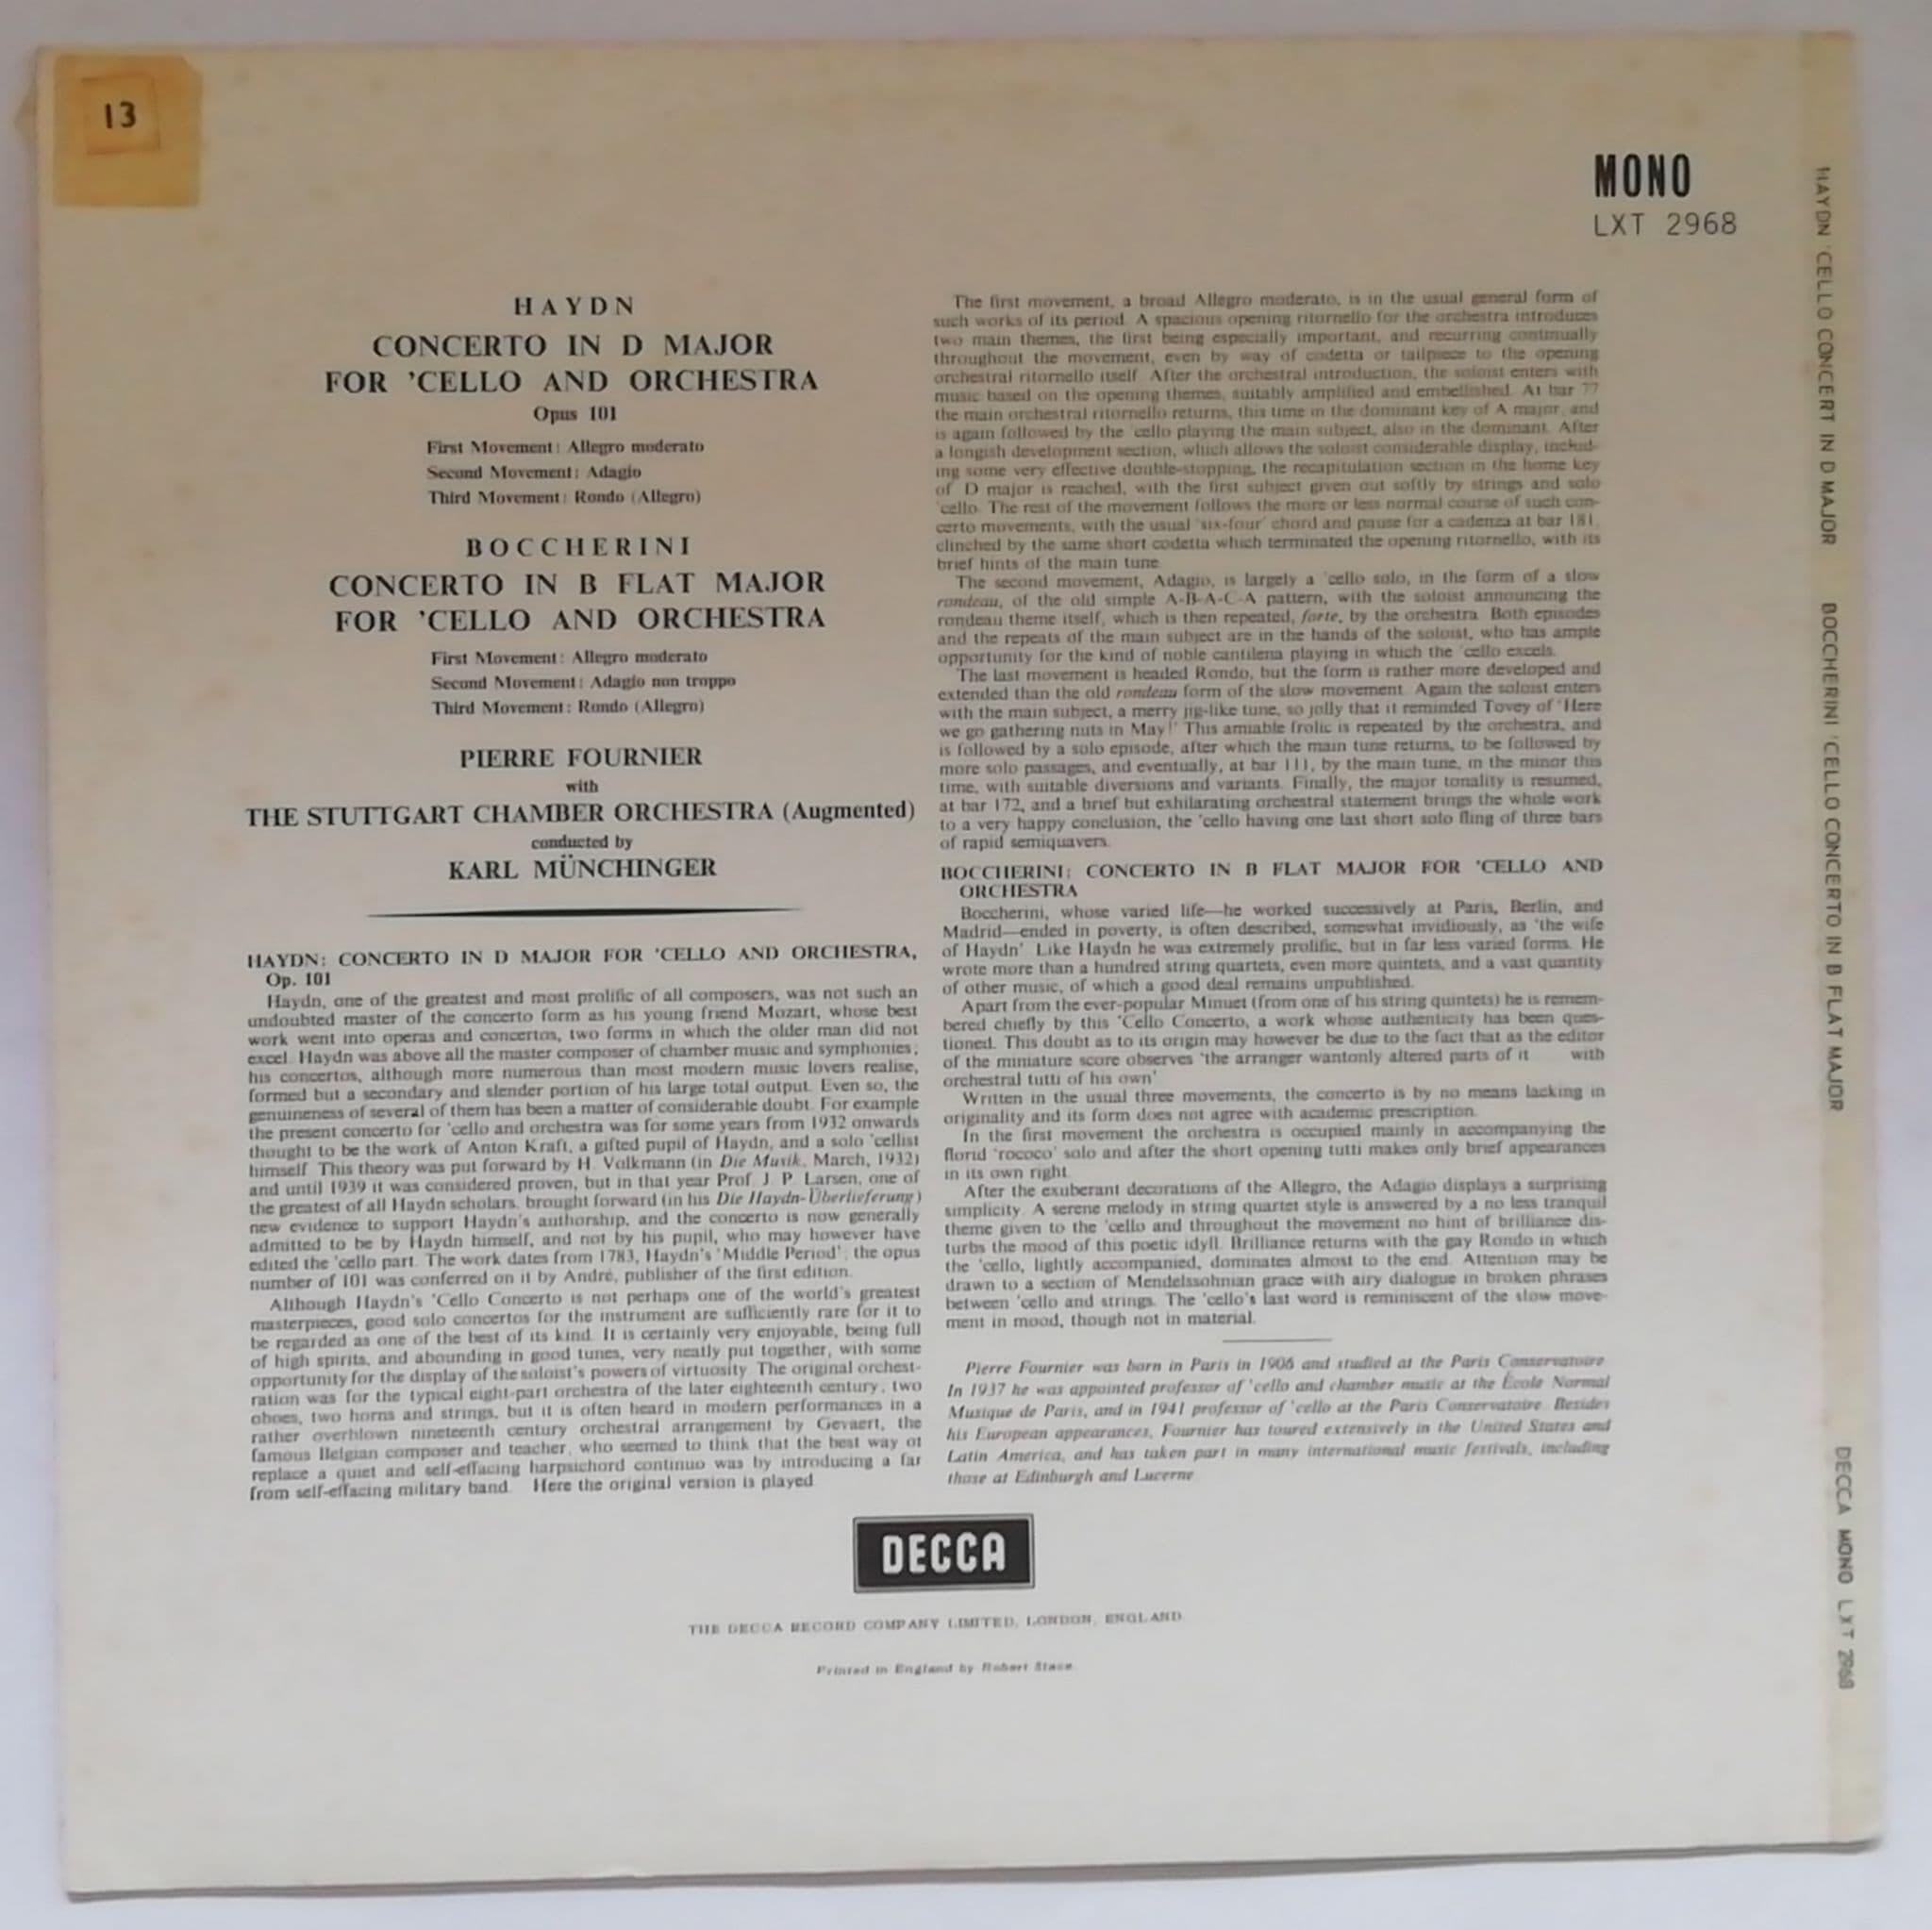 13
MONO
LXT 2968
HAYDN
CONCERTO IN D MAJOR
FOR 'CELLO AND ORCHESTRA
Opus 101
First Movement: Allegro moderato
Second Movement: Adagio
Third Movement: Rondo (Allegro)
BOCCHERINI
CONCERTO IN B FLAT MAJOR
FOR 'CELLO AND ORCHESTRA
First Movement: Allegro moderato
Second Movement: Adagio non troppo
Third Movement: Rondo (Allegro)
PIERRE FOURNIER
with
THE STUTTGART CHAMBER ORCHESTRA (Augmented)
conducted by
KARL MÜNCHINGER
HAYDN: CONCERTO IN D MAJOR FOR 'CELLO AND ORCHESTRA,
Op. 101
Haydn, one of the greatest and most prolific of all composers, was not such an
undoubted master of the concerto form as his young friend Mozart, whose best
work went into operas and concertos, two forms in which the older man did not
excel. Haydn was above all the master composer of chamber music and symphonies;
his concertos, although more numerous than most modern music lovers realise,
formed but a secondary and slender portion of his large total output. Even so, the
genuineness of several of them has been a matter of considerable doubt. For example
the present concerto for 'cello and orchestra was for some years from 1932 onwards
thought to be the work of Anton Kraft, a gifted pupil of Haydn, and a solo 'cellist
himself. This theory was put forward by H. Volkmann (in Die Musik, March, 1932)
and until 1939 it was considered proven, but in that year Prof. J. P. Larsen, one of
the greatest of all Haydn scholars, brought forward (in his Die Haydn-Überlieferung)
new evidence to support Haydn's authorship, and the concerto is now generally
admitted to be by Haydn himself, and not by his pupil, who may however have
edited the 'cello part. The work dates from 1783, Haydn's 'Middle Period'; the opus
number of 101 was conferred on it by André, publisher of the first edition.
Although Haydn's 'Cello Concerto is not perhaps one of the world's greatest
masterpieces, good solo concertos for the instrument are sufficiently rare for it to
be regarded as one of the best of its kind. It is certainly very enjoyable, being full
of high spirits, and abounding in good tunes, very neatly put together, with some
opportunity for the display of the soloist's powers of virtuosity. The original orchest-
ration was for the typical eight-part orchestra of the later eighteenth century; two
oboes, two horns and strings, but it is often heard in modern performances in a
rather overblown nineteenth century orchestral arrangement by Gevaert, the
famous Belgian composer and teacher, who seemed to think that the best way of
replace a quiet and self-effacing harpsichord continuo was by introducing a far
from self-effacing military band. Here the original version is played
The first movement, a broad Allegro moderato, is in the usual general form of
such works of its period. A spacious opening ritornello for the orchestra introduces
two main themes, the first being especially important, and recurring continually
throughout the movement, even by way of codetta or tailpiece to the opening
orchestral ritornello itself. After the orchestral introduction, the soloist enters with
music based on the opening themes, suitably amplified and embellished. At bar 77
the main orchestral ritornello returns, this time in the dominant key of A major, and
is again followed by the 'cello playing the main subject, also in the dominant. After
a longish development section, which allows the soloist considerable display, includ-
ing some very effective double-stopping, the recapitulation section in the home key
of D major is reached, with the first subject given out softly by strings and solo
'cello. The rest of the movement follows the more or less normal course of such con-
certo movements, with the usual 'six-four' chord and pause for a cadenza at bar 181,
clinched by the same short codetta which terminated the opening ritornello, with its
brief hints of the main tune.
The second movement, Adagio, is largely a 'cello solo, in the form of a slow
rondeau, of the old simple A-B-A-C-A pattern, with the soloist announcing the
rondeau theme itself, which is then repeated, forte, by the orchestra. Both episodes
and the repeats of the main subject are in the hands of the soloist, who has ample
opportunity for the kind of noble cantilena playing in which the 'cello excels.
The last movement is headed Rondo, but the form is rather more developed and
extended than the old rondeau form of the slow movement. Again the soloist enters
with the main subject, a merry jig-like tune, so jolly that it reminded Tovey of 'Here
we go gathering nuts in May!' This amiable frolic is repeated by the orchestra, and
is followed by a solo episode, after which the main tune returns, to be followed by
more solo passages, and eventually, at bar 111, by the main tune, in the minor this
time, with suitable diversions and variants. Finally, the major tonality is resumed,
at bar 172, and a brief but exhilarating orchestral statement brings the whole work
to a very happy conclusion, the 'cello having one last short solo fling of three bars
of rapid semiquavers.
BOCCHERINI: CONCERTO IN B FLAT MAJOR FOR 'CELLO AND
ORCHESTRA
Boccherini, whose varied life—he worked successively at Paris, Berlin, and
Madrid—ended in poverty, is often described, somewhat invidiously, as 'the wife
of Haydn'. Like Haydn he was extremely prolific, but in far less varied forms. He
wrote more than a hundred string quartets, even more quintets, and a vast quantity
of other music, of which a good deal remains unpublished.
Apart from the ever-popular Minuet (from one of his string quintets) he is remem-
bered chiefly by this 'Cello Concerto, a work whose authenticity has been ques-
tioned. This doubt as to its origin may however be due to the fact that as the editor
of the miniature score observes 'the arranger wantonly altered parts of it with
orchestral tutti of his own'
Written in the usual three movements, the concerto is by no means lacking in
originality and its form does not agree with academic prescription.
In the first movement the orchestra is occupied mainly in accompanying the
florid 'rococo' solo and after the short opening tutti makes only brief appearances
in its own right.
After the exuberant decorations of the Allegro, the Adagio displays a surprising
simplicity. A serene melody in string quartet style is answered by a no less tranquil
theme given to the 'cello and throughout the movement no hint of brilliance dis-
turbs the mood of this poetic idyll. Brilliance returns with the gay Rondo in which
the 'cello, lightly accompanied, dominates almost to the end. Attention may be
drawn to a section of Mendelssohnian grace with airy dialogue in broken phrases
between 'cello and strings. The 'cello's last word is reminiscent of the slow move-
ment in mood, though not in material.
Pierre Fournier was born in Paris in 1906 and studied at the Paris Conservatoire.
In 1937 he was appointed professor of 'cello and chamber music at the École Normal
Musique de Paris, and in 1941 professor of 'cello at the Paris Conservatoire. Besides
his European appearances, Fournier has toured extensively in the United States and
Latin America, and has taken part in many international music festivals, including
those at Edinburgh and Lucerne
DECCA
THE DECCA RECORD COMPANY LIMITED, LONDON, ENGLAND
Printed in England by Robert Stace
HAYDN 'CELLO CONCERT IN D MAJOR BOCCHERINI 'CELLO CONCERTO IN B FLAT MAJOR DECCA MONO LXT 2968